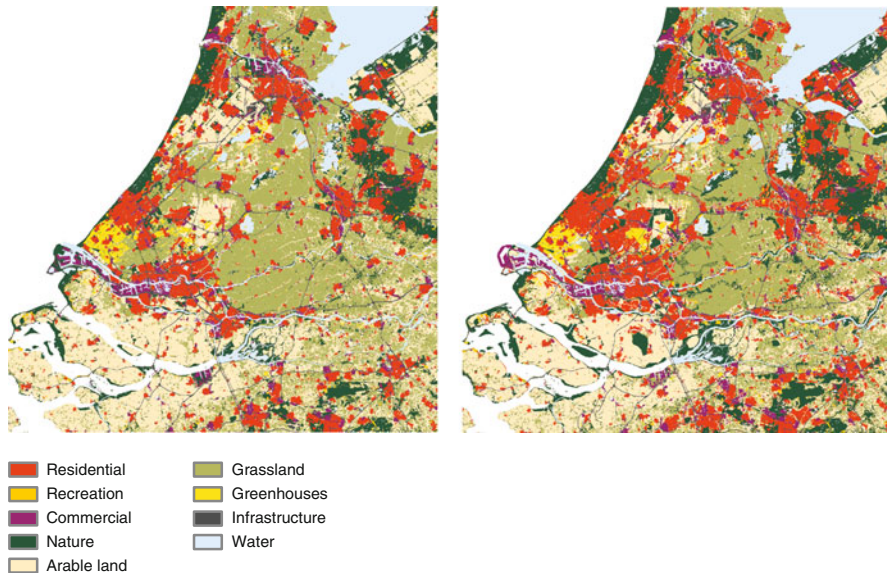 Residential
Recreation
Commercial
Nature
Arable land
Grassland
Greenhouses
Infrastructure
Water